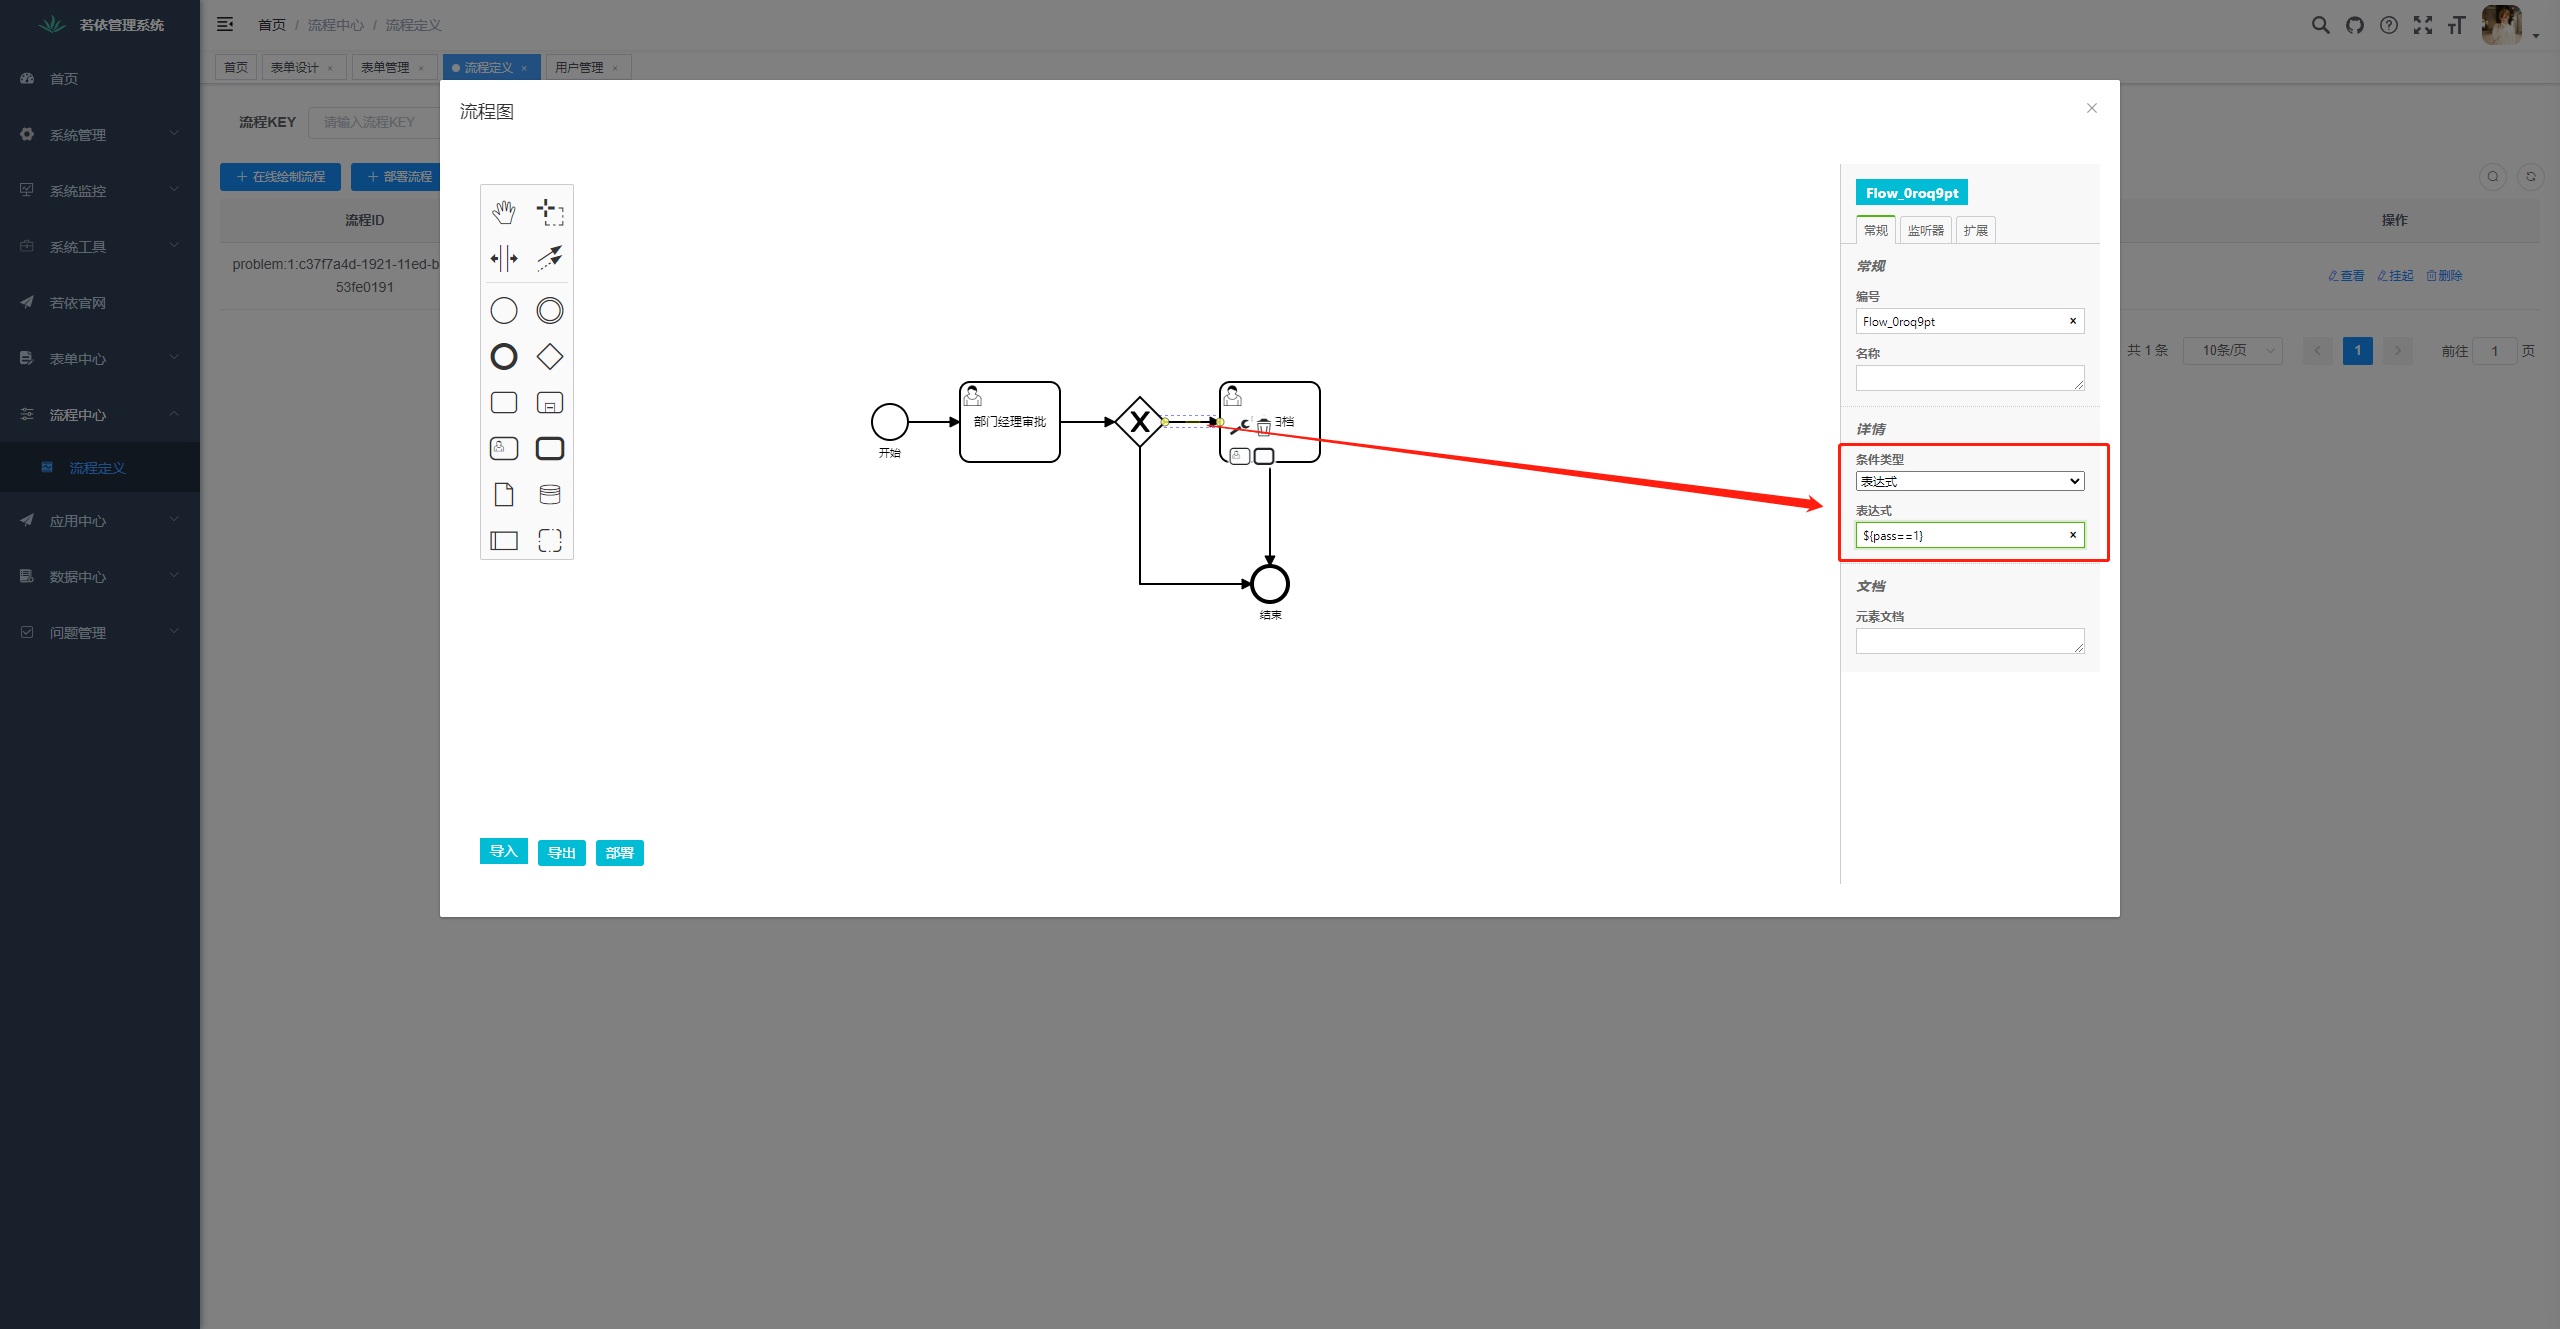 若依管理系统
首页 / 流程中心 / 流程定义
首页
表单设计 ×
表单管理 ×
流程定义 ×
用户管理 ×
首页
系统管理
系统监控
系统工具
若依官网
表单中心
流程中心
流程定义
应用中心
数据中心
问题管理
流程KEY
请输入流程KEY
+ 在线绘制流程
+ 部署流程
流程ID
操作
problem:1:c37f7a4d-1921-11ed-b
53fe0191
查看
挂起
删除
共 1 条
10条/页
1
前往
1
页
流程图
开始
部门经理审批
档
结束
导入
导出
部署
Flow_0roq9pt
常规
监听器
扩展
常规
编号
Flow_0roq9pt
名称
详情
条件类型
表达式
表达式
${pass==1}
文档
元素文档